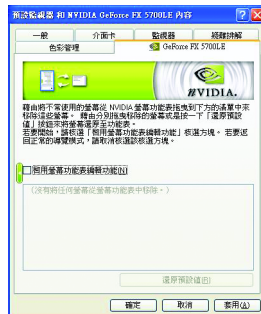 預設監視器 和 NVIDIA GeForce FX 5700LE 內容
一般 介面卡 監視器 疑難排解
色彩管理 GeForce FX 5700LE
NVIDIA.
藉由將不常使用的螢幕從 NVIDIA 螢幕功能表拖曳到下方的清單中來
移除這些螢幕。 藉由分別拖曳移除的螢幕或是按一下「還原預設
值」按鈕來將螢幕還原至功能表。
若要開始，請核選「啟用螢幕功能表編輯功能」核選方塊。 若要返
回正常的導覽模式，請取消核選該核選方塊。
啟用螢幕功能表編輯功能(N)
(沒有將任何螢幕從螢幕功能表中移除。)
還原預設值(R)
確定 取消 套用(A)